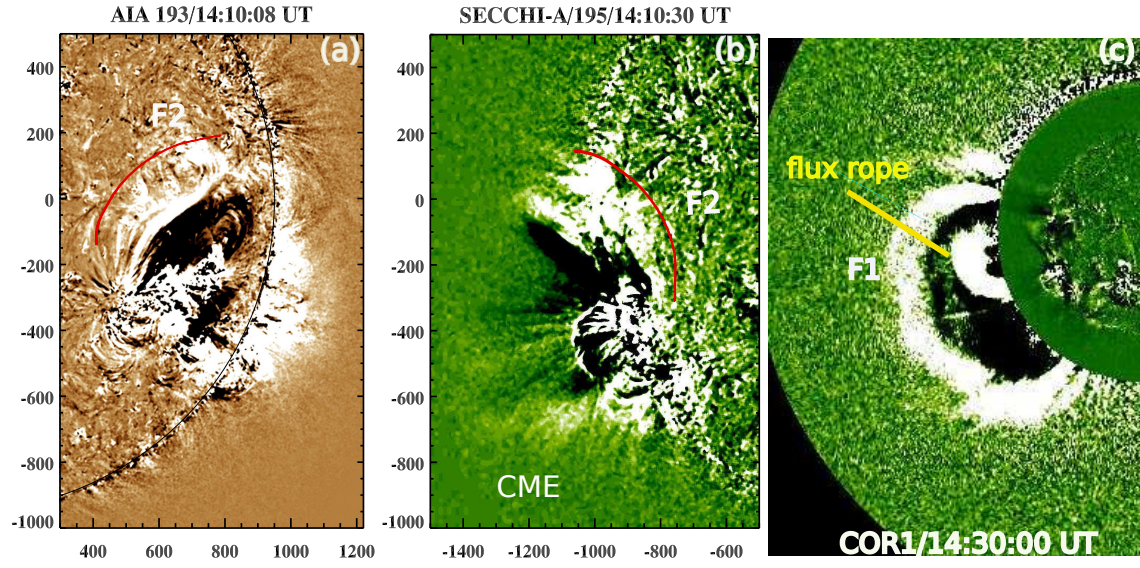 AIA 193/14:10:08 UT
SECCHI-A/195/14:10:30 UT
(a)
(b)
(c)
F2
F2
flux rope
F1
CME
COR1/14:30:00 UT
400
200
0
-200
-400
-600
-800
-1000
400
600
800
1000
1200
400
200
0
-200
-400
-600
-800
-1000
-1400
-1200
-1000
-800
-600